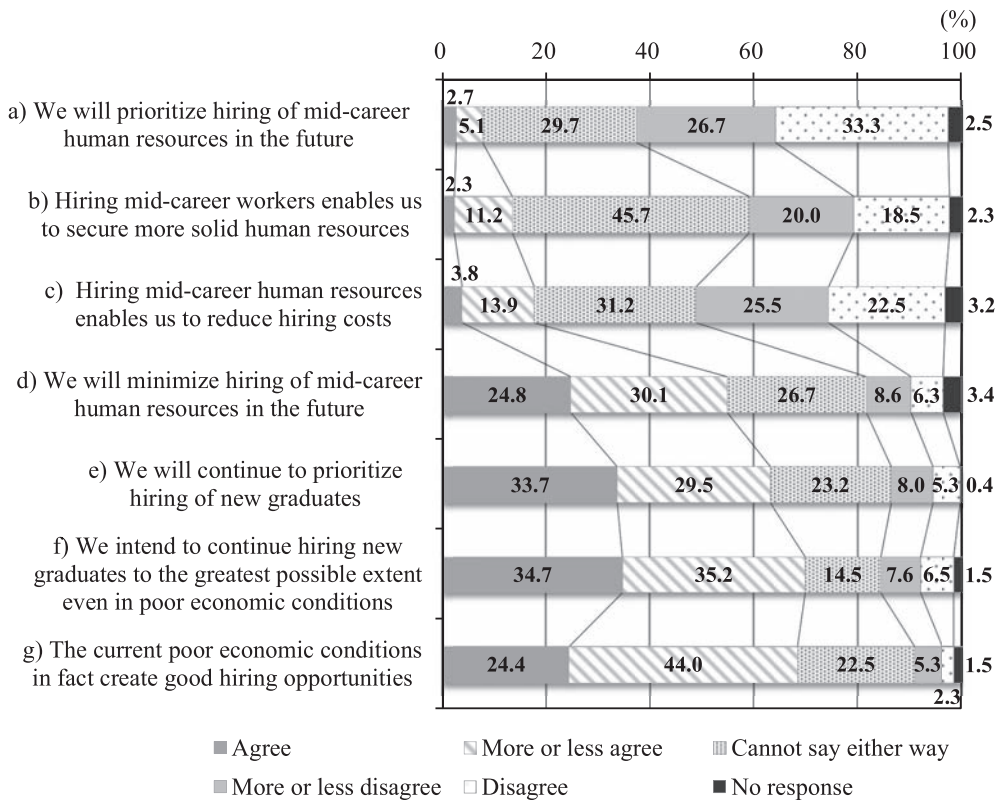 (%)
0 20 40 60 80 100
a) We will prioritize hiring of mid-career
human resources in the future
2.7
5.1 29.7 26.7 33.3 2.5
b) Hiring mid-career workers enables us
to secure more solid human resources
2.3
11.2 45.7 20.0 18.5 2.3
c) Hiring mid-career human resources
enables us to reduce hiring costs
3.8
13.9 31.2 25.5 22.5 3.2
d) We will minimize hiring of mid-career
human resources in the future
24.8 30.1 26.7 8.6 6.3 3.4
e) We will continue to prioritize
hiring of new graduates
33.7 29.5 23.2 8.0 5.3 0.4
f) We intend to continue hiring new
graduates to the greatest possible extent
even in poor economic conditions
34.7 35.2 14.5 7.6 6.5 1.5
g) The current poor economic conditions
in fact create good hiring opportunities
24.4 44.0 22.5 5.3 1.5
2.3
Agree More or less agree Cannot say either way
More or less disagree Disagree No response